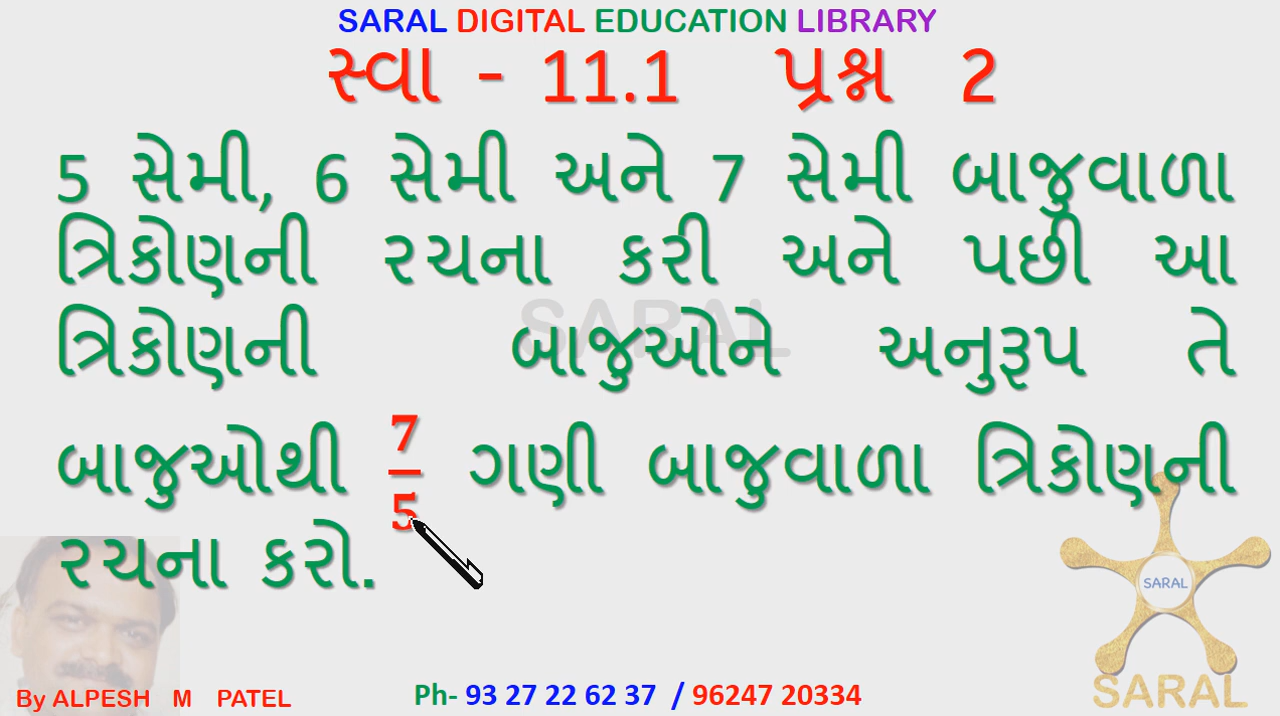 SARAL DIGITAL EDUCATION LIBRARY
સ્વા - 11.1 પ્રશ્ન 2
5 સેમી, 6 સેમી અને 7 સેમી બાજુવાળા
ત્રિકોણની રચના કરી અને પછી આ
SARAL
ત્રિકોણની બાજુઓને અનુરૂપ તે
બાજુઓથી 7/5 ગણી બાજુવાળા ત્રિકોણની
રચના કરો.
SARAL
SARAL
By ALPESH M PATEL
Ph- 93 27 22 62 37 / 96247 20334